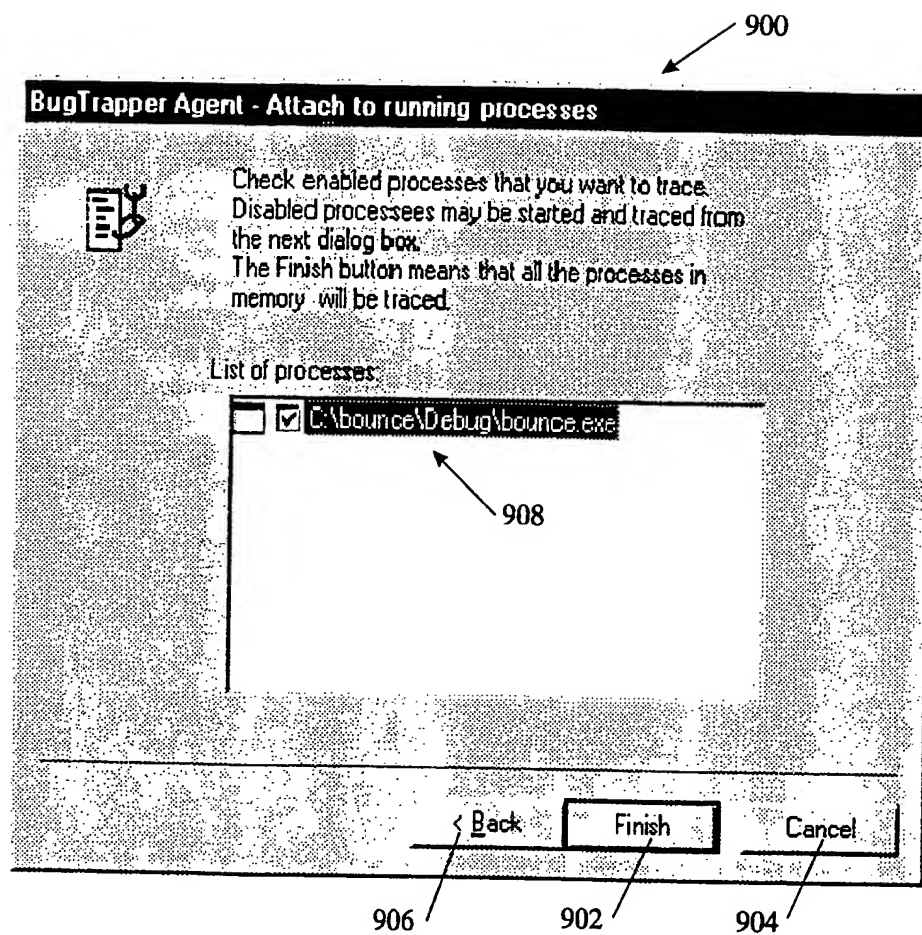 900
BugTrapper Agent - Attach to running processes
Check enabled processes that you want to trace.
Disabled processees may be started and traced from
the next dialog box.
The Finish button means that all the processes in
memory will be traced.
List of processes:
C:\bounce\Debug\bounce.exe
908
< Back
Finish
Cancel
906
902
904